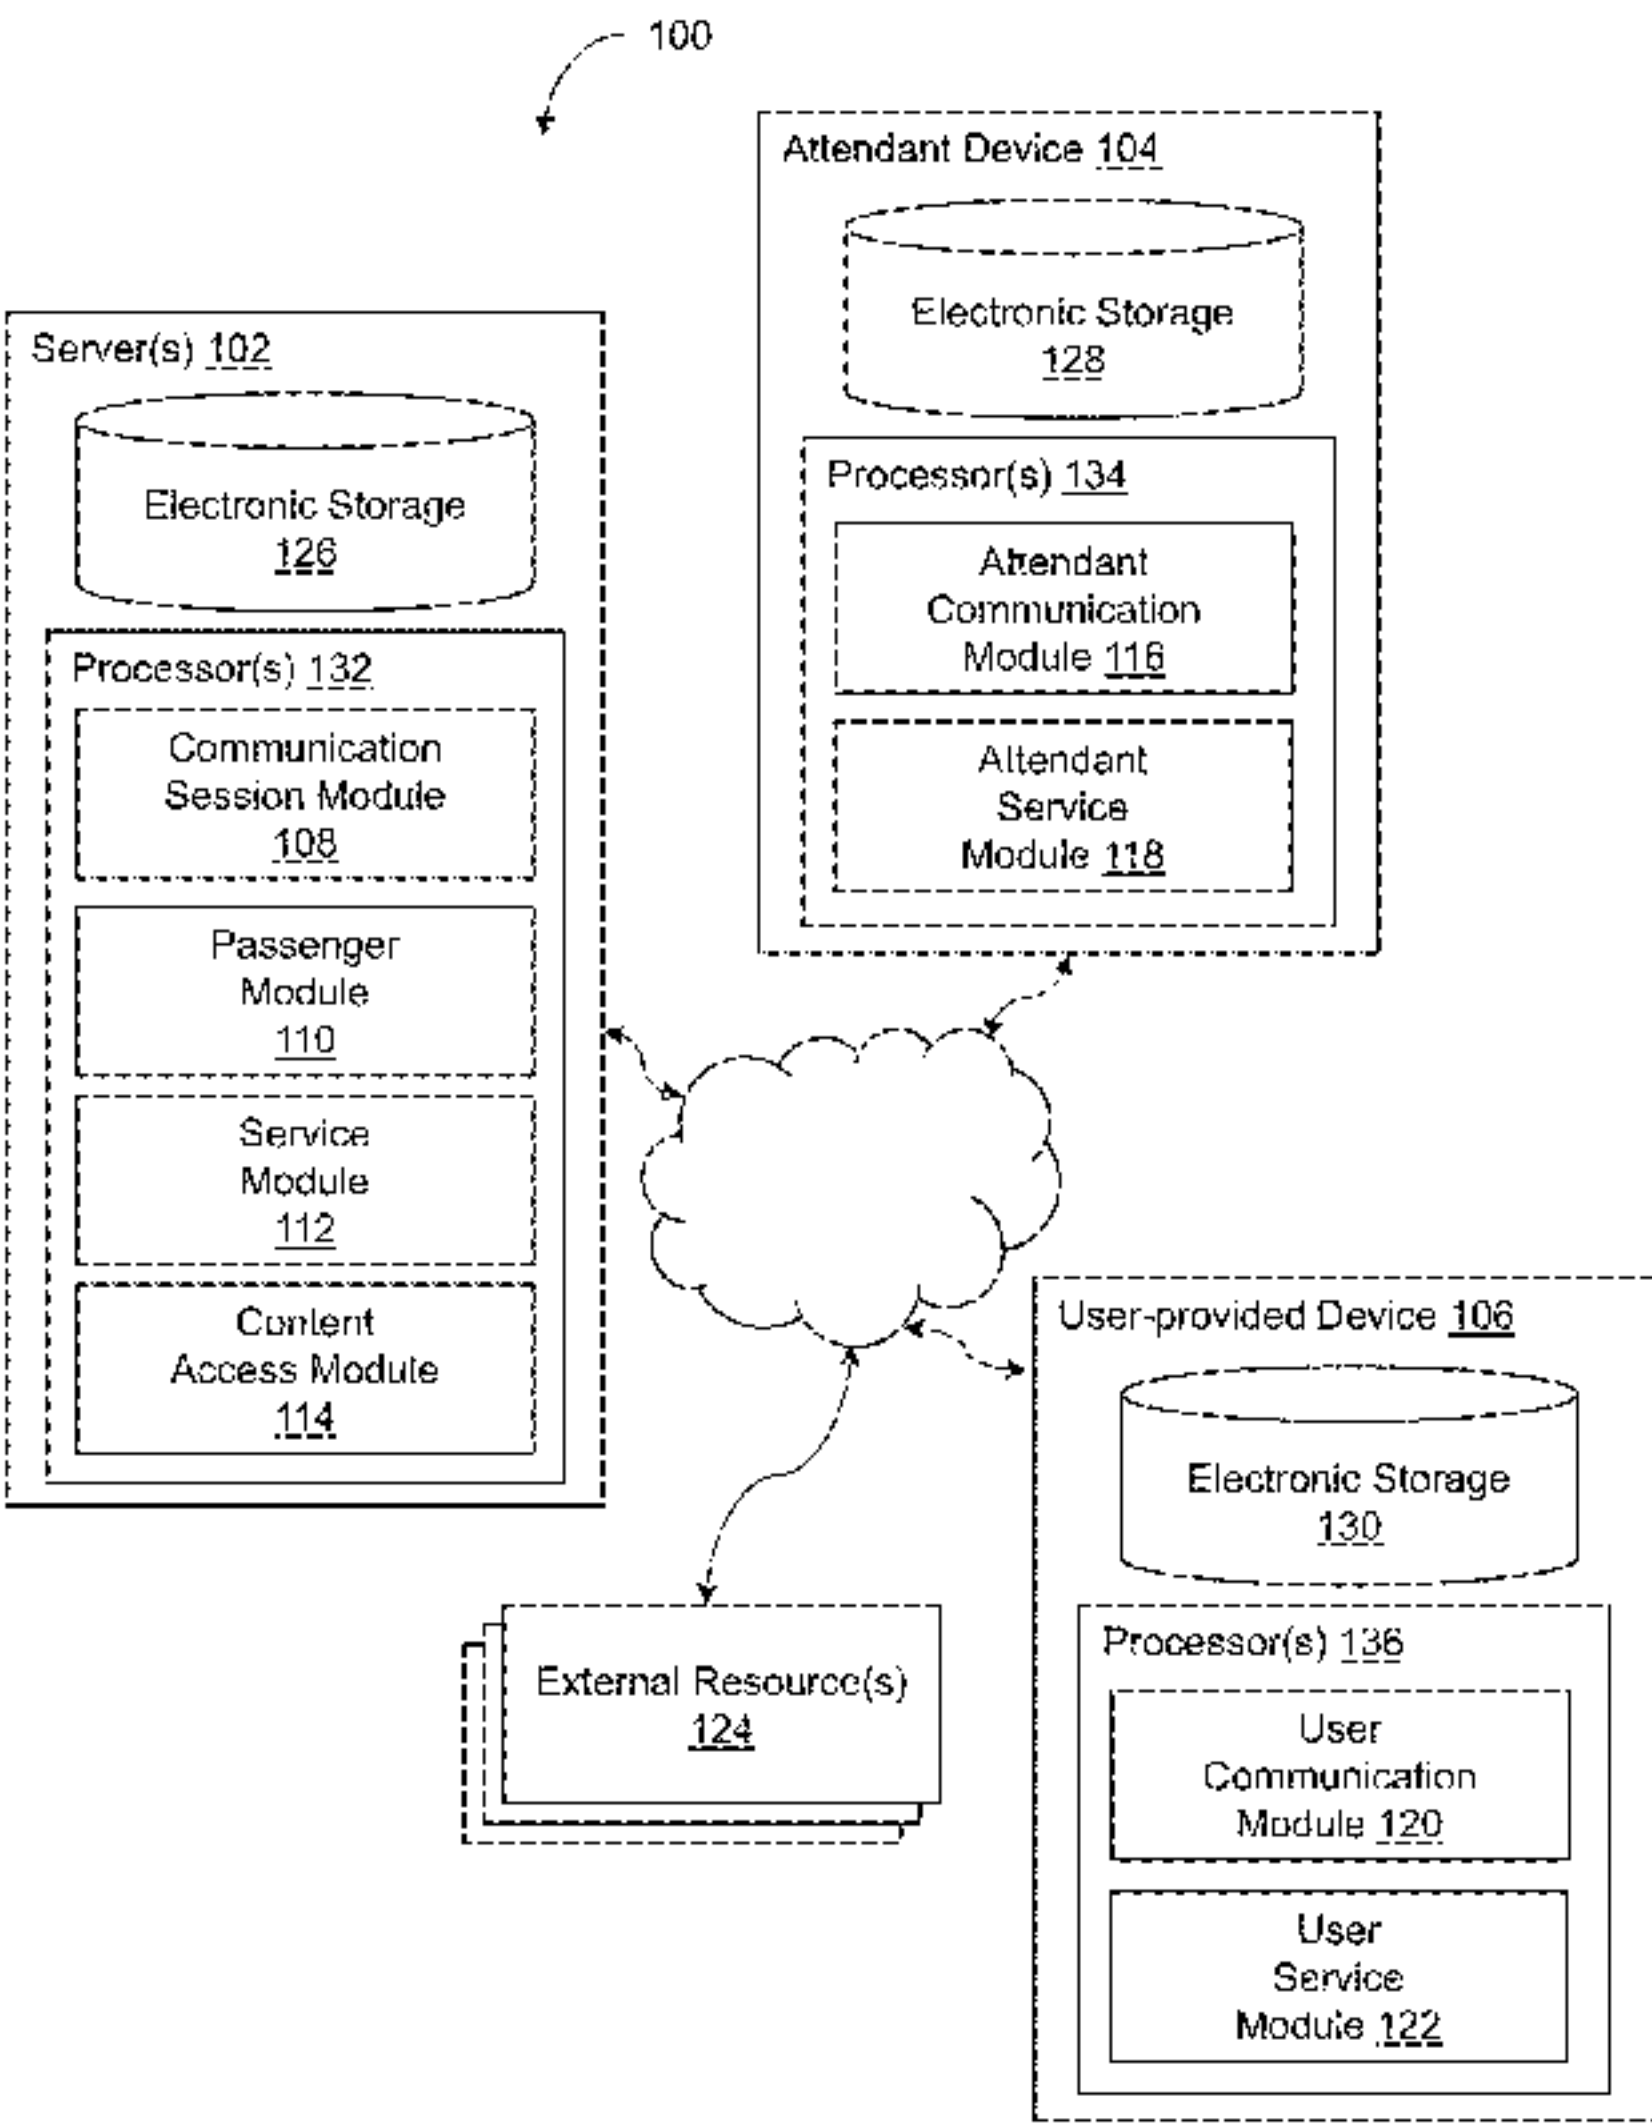 100
Attendant Device 104
Electronic Storage
128
Processor(s) 134
Attendant
Communication
Module 116
Attendant
Service
Module 118
Server(s) 102
Electronic Storage
126
Processor(s) 132
Communication
Session Module
108
Passenger
Module
110
Service
Module
112
Content
Access Module
114
User-provided Device 106
Electronic Storage
130
Processor(s) 136
User
Communication
Module 120
User
Service
Module 122
External Resource(s)
124